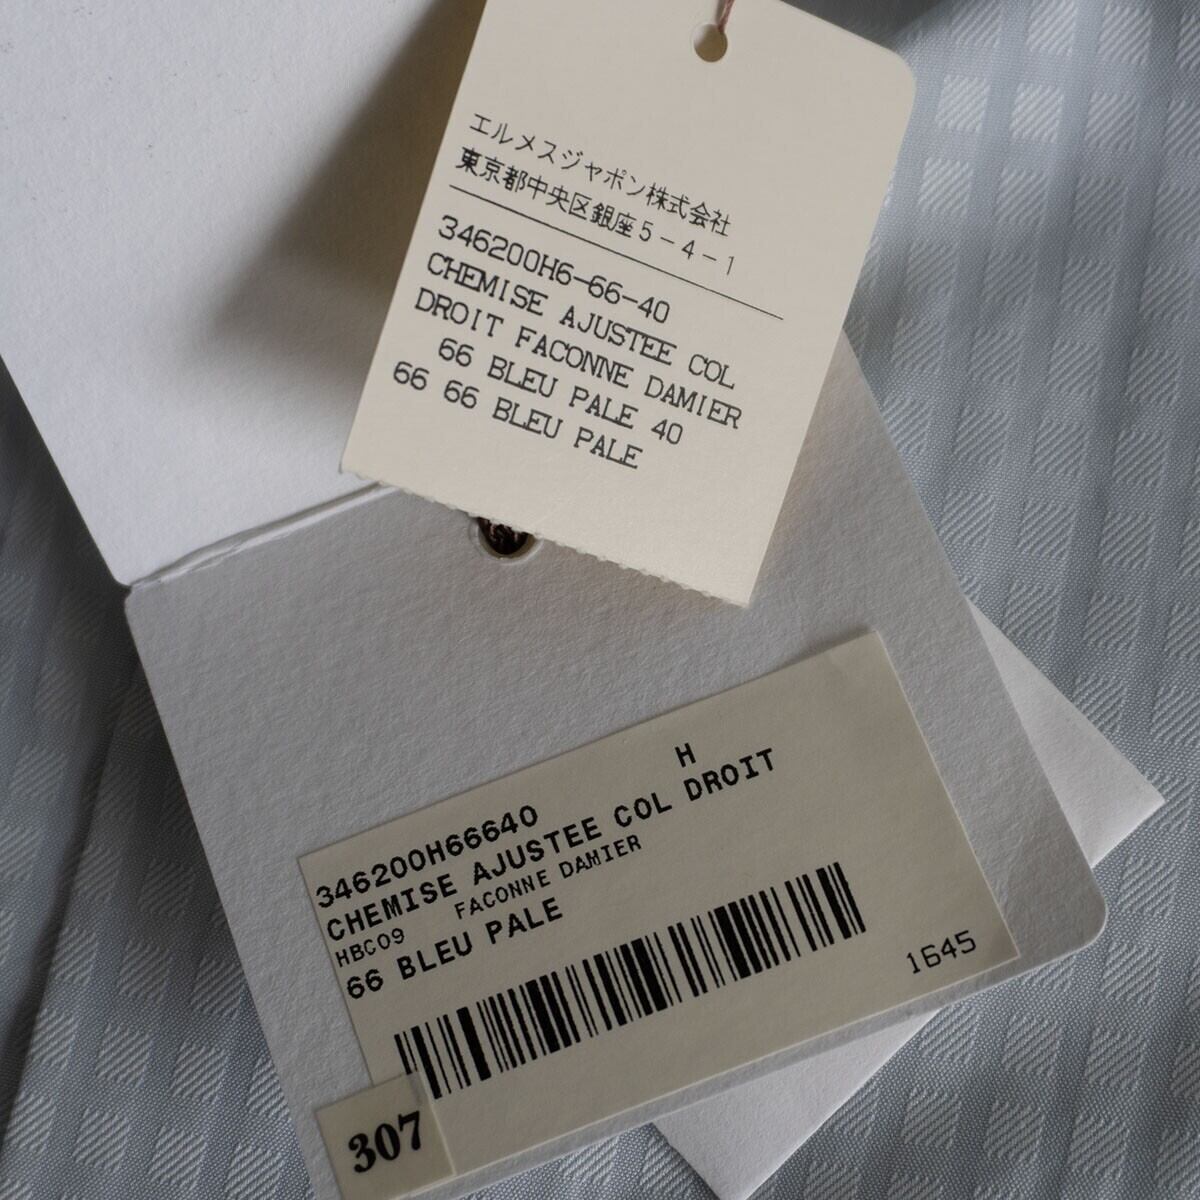 エルメスジャポン株式会社
東京都中央区銀座5-4-1
346200H6-66-40
CHEMISE AJUSTEE COL
DROIT FACONNE DAMIER
66 BLEU PALE 40
66 66 BLEU PALE
H
346200H66640
CHEMISE AJUSTEE COL DROIT
HBC09 FACONNE DAMIER
66 BLEU PALE
1645
307